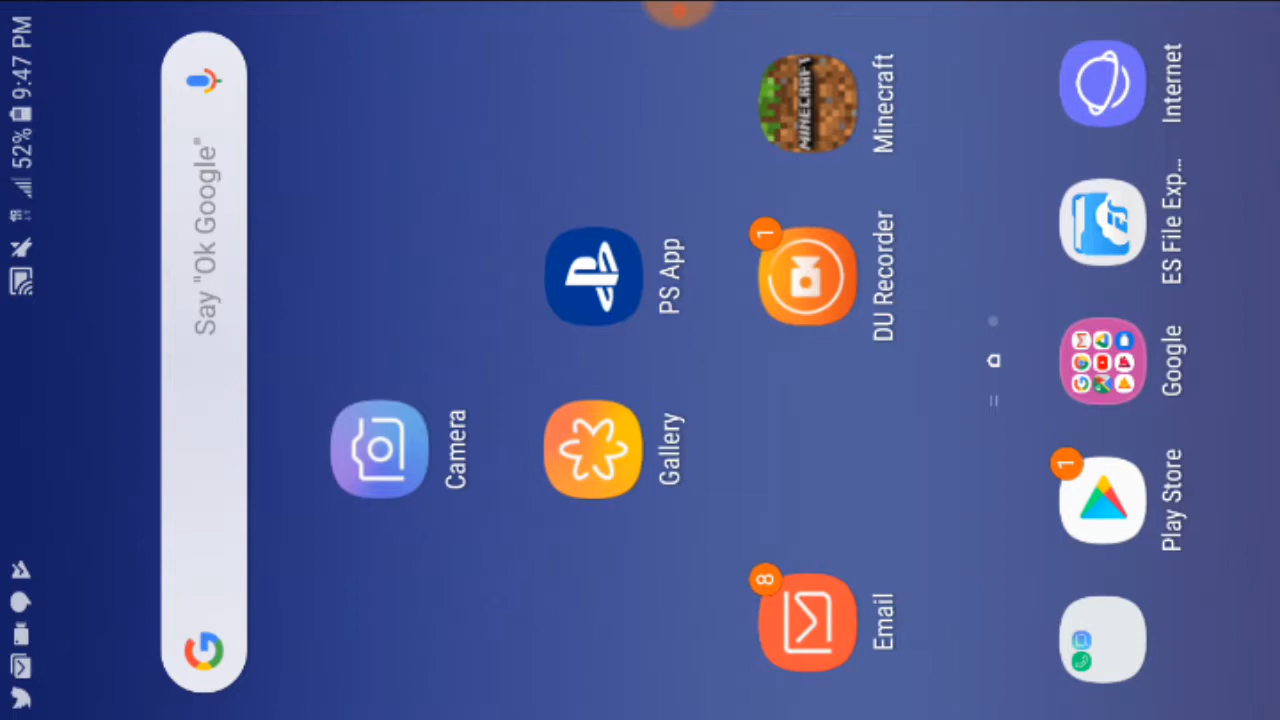 52% 9:47 PM
Say "Ok Google"
Camera
Gallery
PS App
Email
8
DU Recorder
1
MINECRAFT
Minecraft
Play Store
1
Google
ES File Exp...
Internet